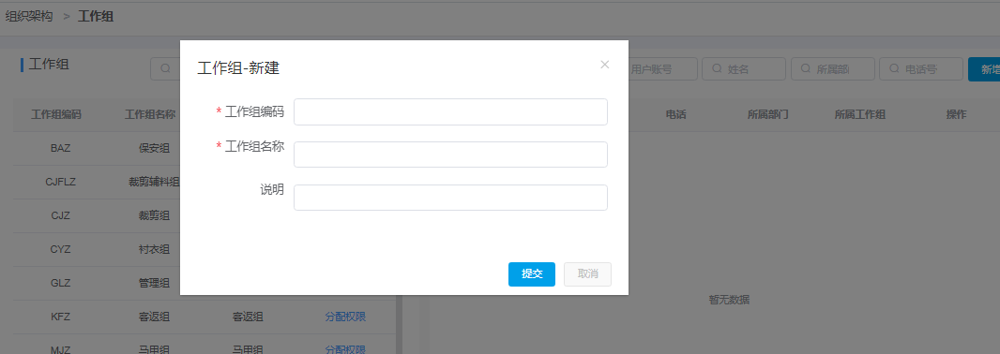 组织架构 > 工作组
工作组
用户账号
姓名
所属部
电话号
新增
工作组-新建
* 工作组编码
* 工作组名称
说明
提交
取消
工作组编码 工作组名称
电话 所属部门 所属工作组 操作
BAZ 保安组
CJFLZ 裁剪辅料组
CJZ 裁剪组
CYZ 衬衣组
GLZ 管理组
KFZ 客返组 客返组 分配权限
MJZ 马甲组 马甲组 分配权限
暂无数据